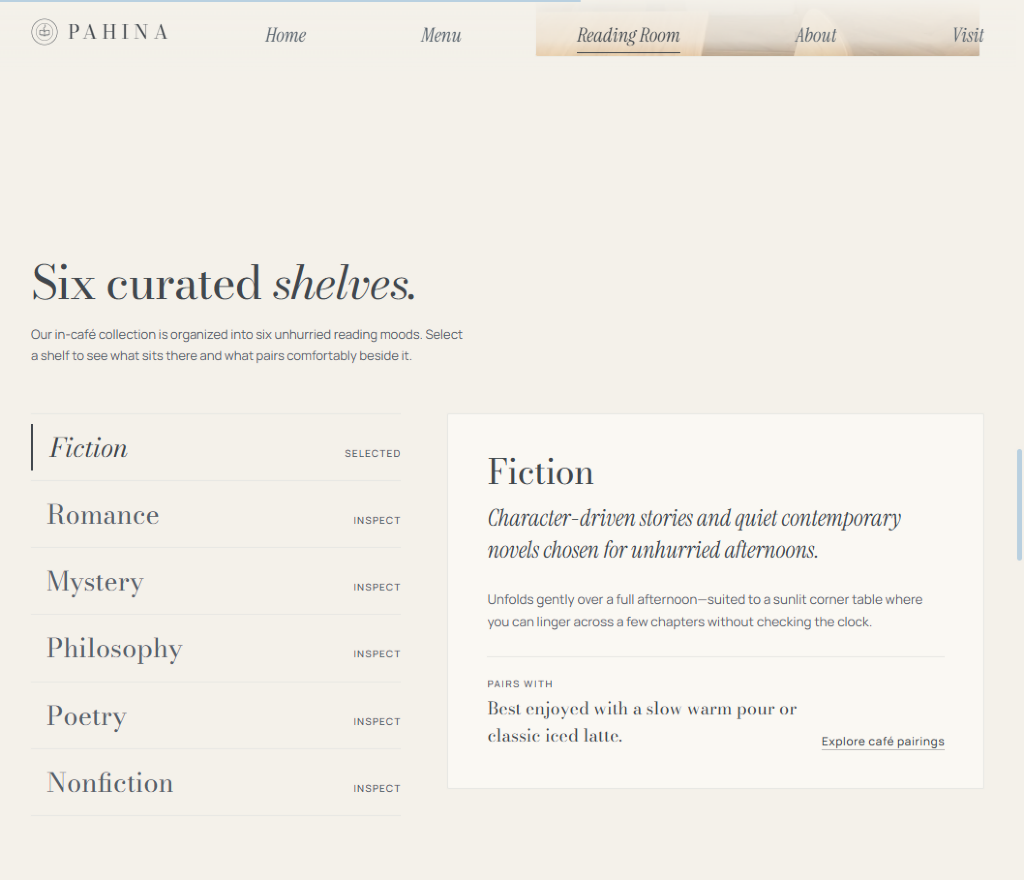 PAHINA
Home
Menu
Reading Room
About
Visit
Six curated shelves.
Our in-café collection is organized into six unhurried reading moods. Select
a shelf to see what sits there and what pairs comfortably beside it.
Fiction
SELECTED
Romance
INSPECT
Mystery
INSPECT
Philosophy
INSPECT
Poetry
INSPECT
Nonfiction
INSPECT
Fiction
Character-driven stories and quiet contemporary
novels chosen for unhurried afternoons.
Unfolds gently over a full afternoon—suited to a sunlit corner table where
you can linger across a few chapters without checking the clock.
PAIRS WITH
Best enjoyed with a slow warm pour or
classic iced latte.
Explore café pairings